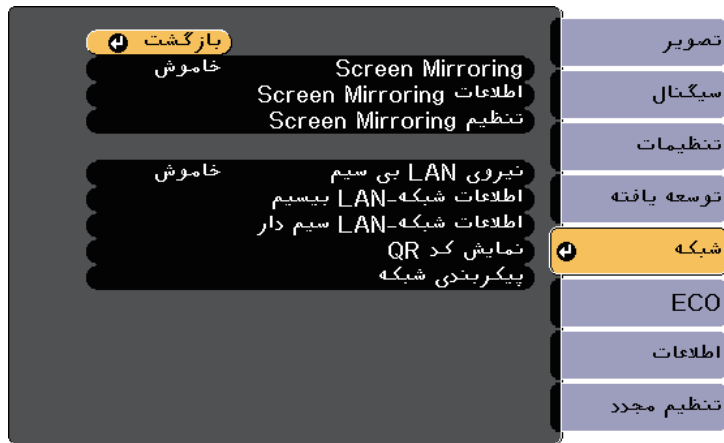 تصویر
سیگنال
تنظیمات
توسعه یافته
شبکه
ECO
اطلاعات
تنظیم مجدد
بازگشت
Screen Mirroring خاموش
اطلاعات Screen Mirroring
تنظیم Screen Mirroring
نیروی LAN بی سیم خاموش
اطلاعات شبکه-LAN بیسیم
اطلاعات شبکه-LAN سیم دار
نمایش کد QR
پیکربندی شبکه